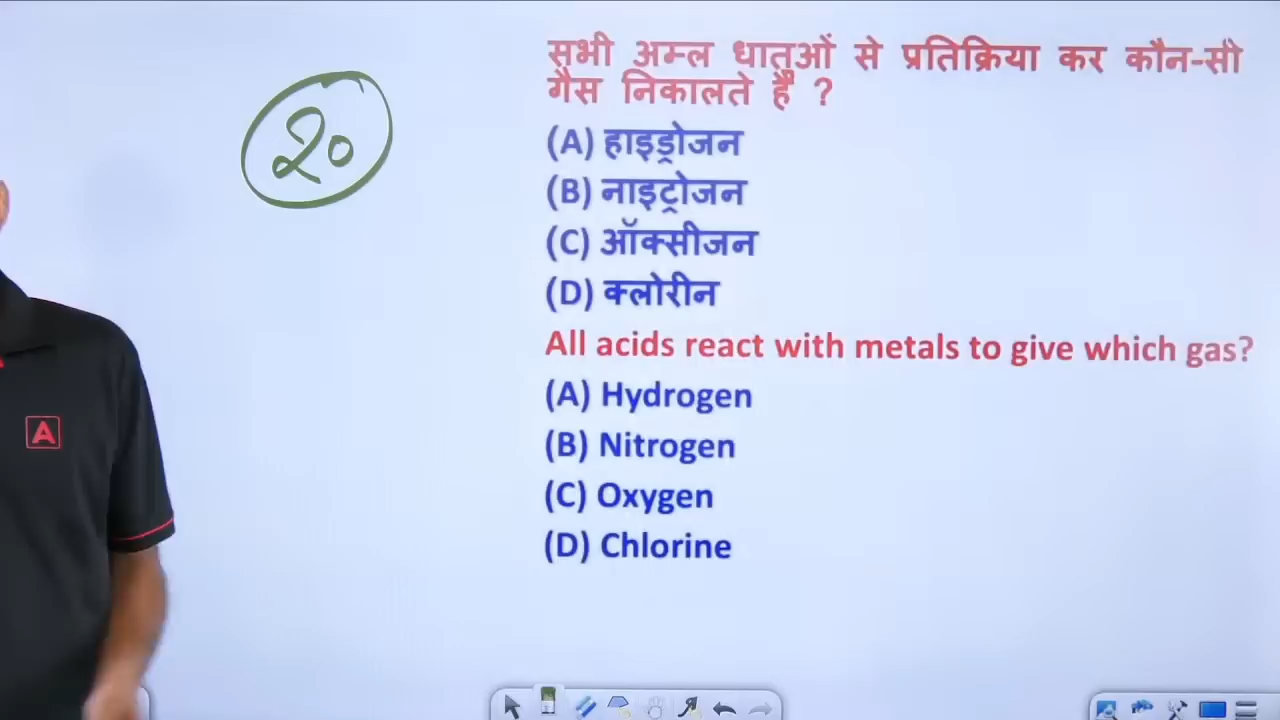 20
सभी अम्ल धातुओं से प्रतिक्रिया कर कौन-सी
गैस निकालते हैं ?
(A) हाइड्रोजन
(B) नाइट्रोजन
(C) ऑक्सीजन
(D) क्लोरीन
All acids react with metals to give which gas?
(A) Hydrogen
(B) Nitrogen
(C) Oxygen
(D) Chlorine
A